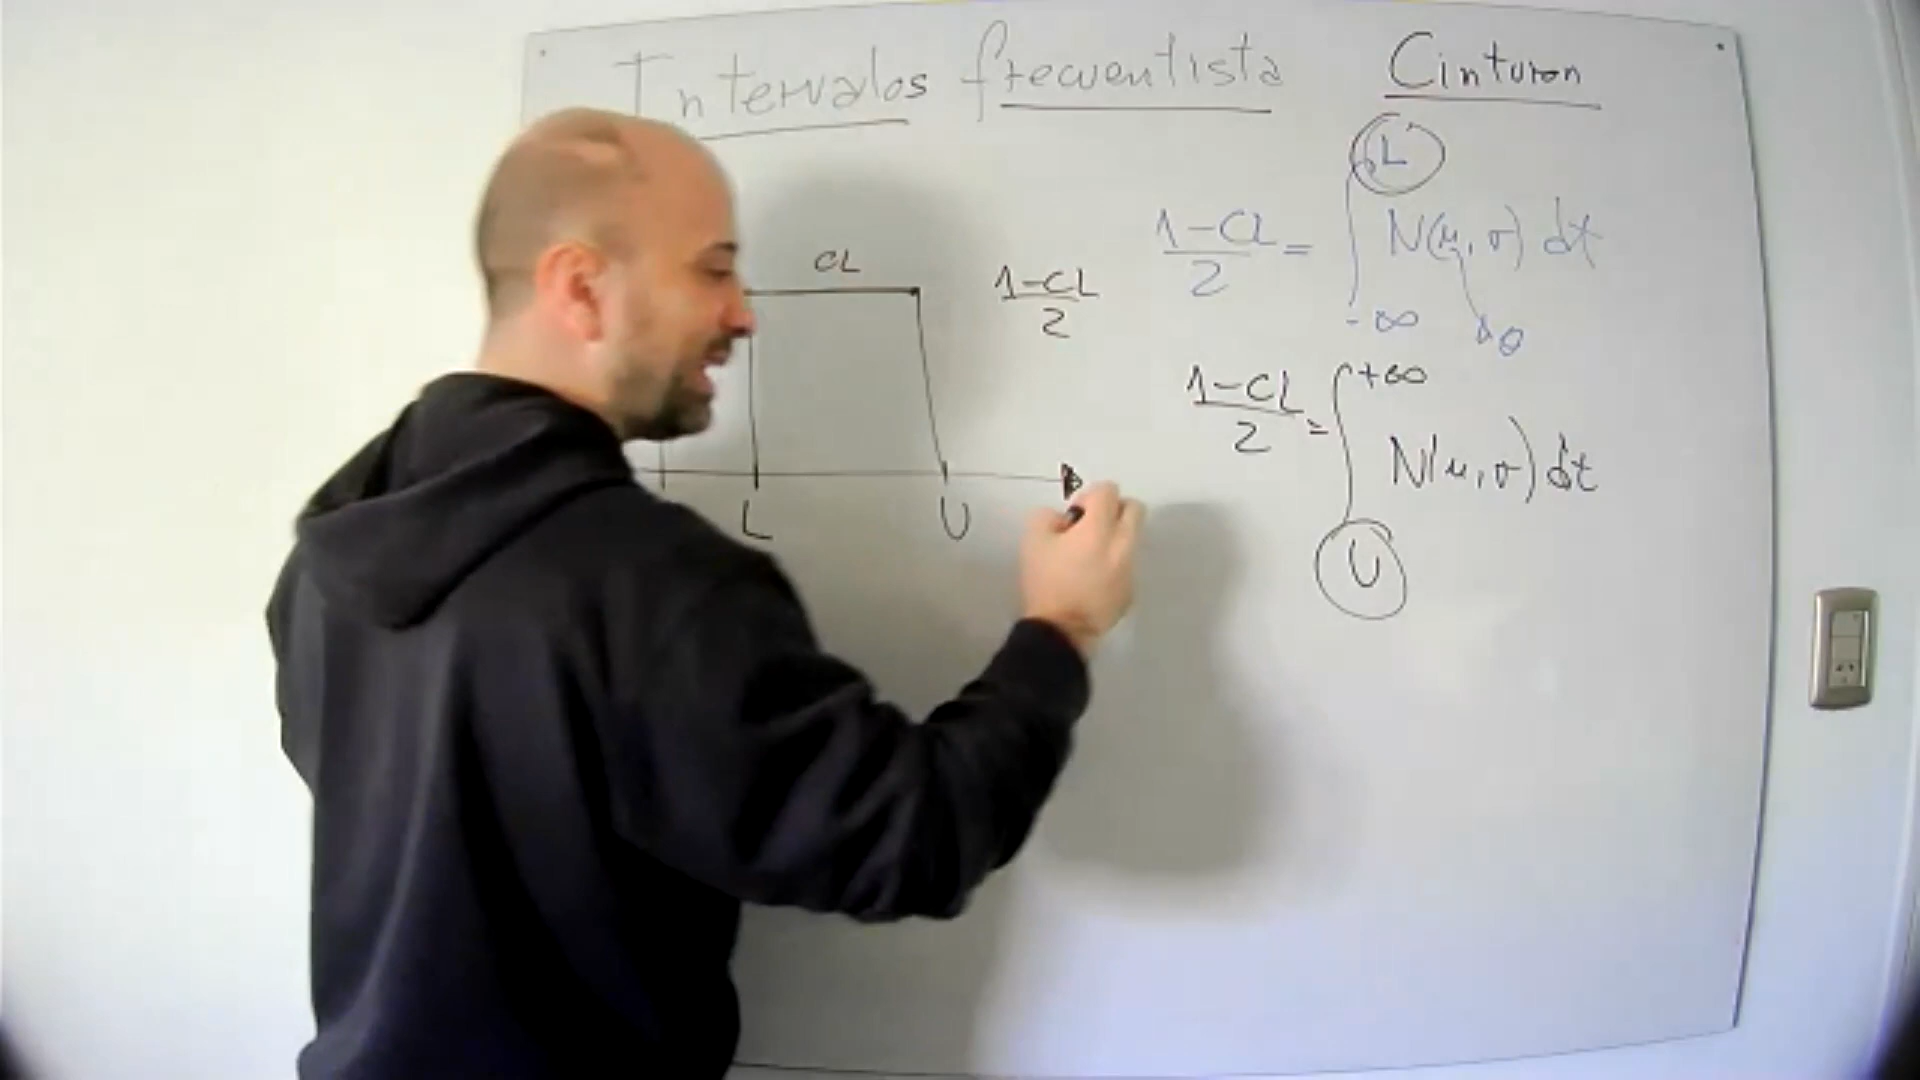 Intervalos frecuentista
Cinturon
CL
1-CL
2
L
U
1-CL
2
=
∫
L
-∞
N(μ,σ) dt
θ
1-CL
2
=
∫
+∞
U
N(μ,σ) dt